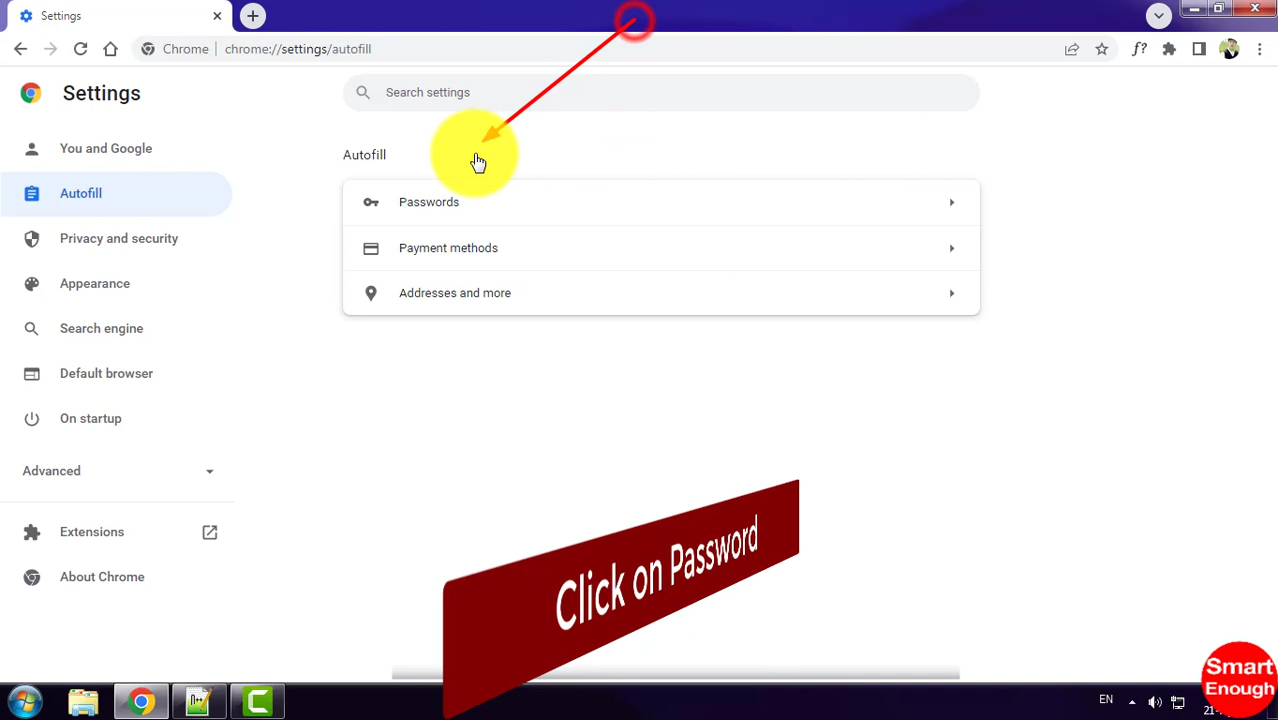 Settings
Chrome
chrome://settings/autofill
f?
Settings
Search settings
You and Google
Autofill
Privacy and security
Appearance
Search engine
Default browser
On startup
Advanced
Extensions
About Chrome
Autofill
Passwords
Payment methods
Addresses and more
Click on Password
Smart
Enough
EN